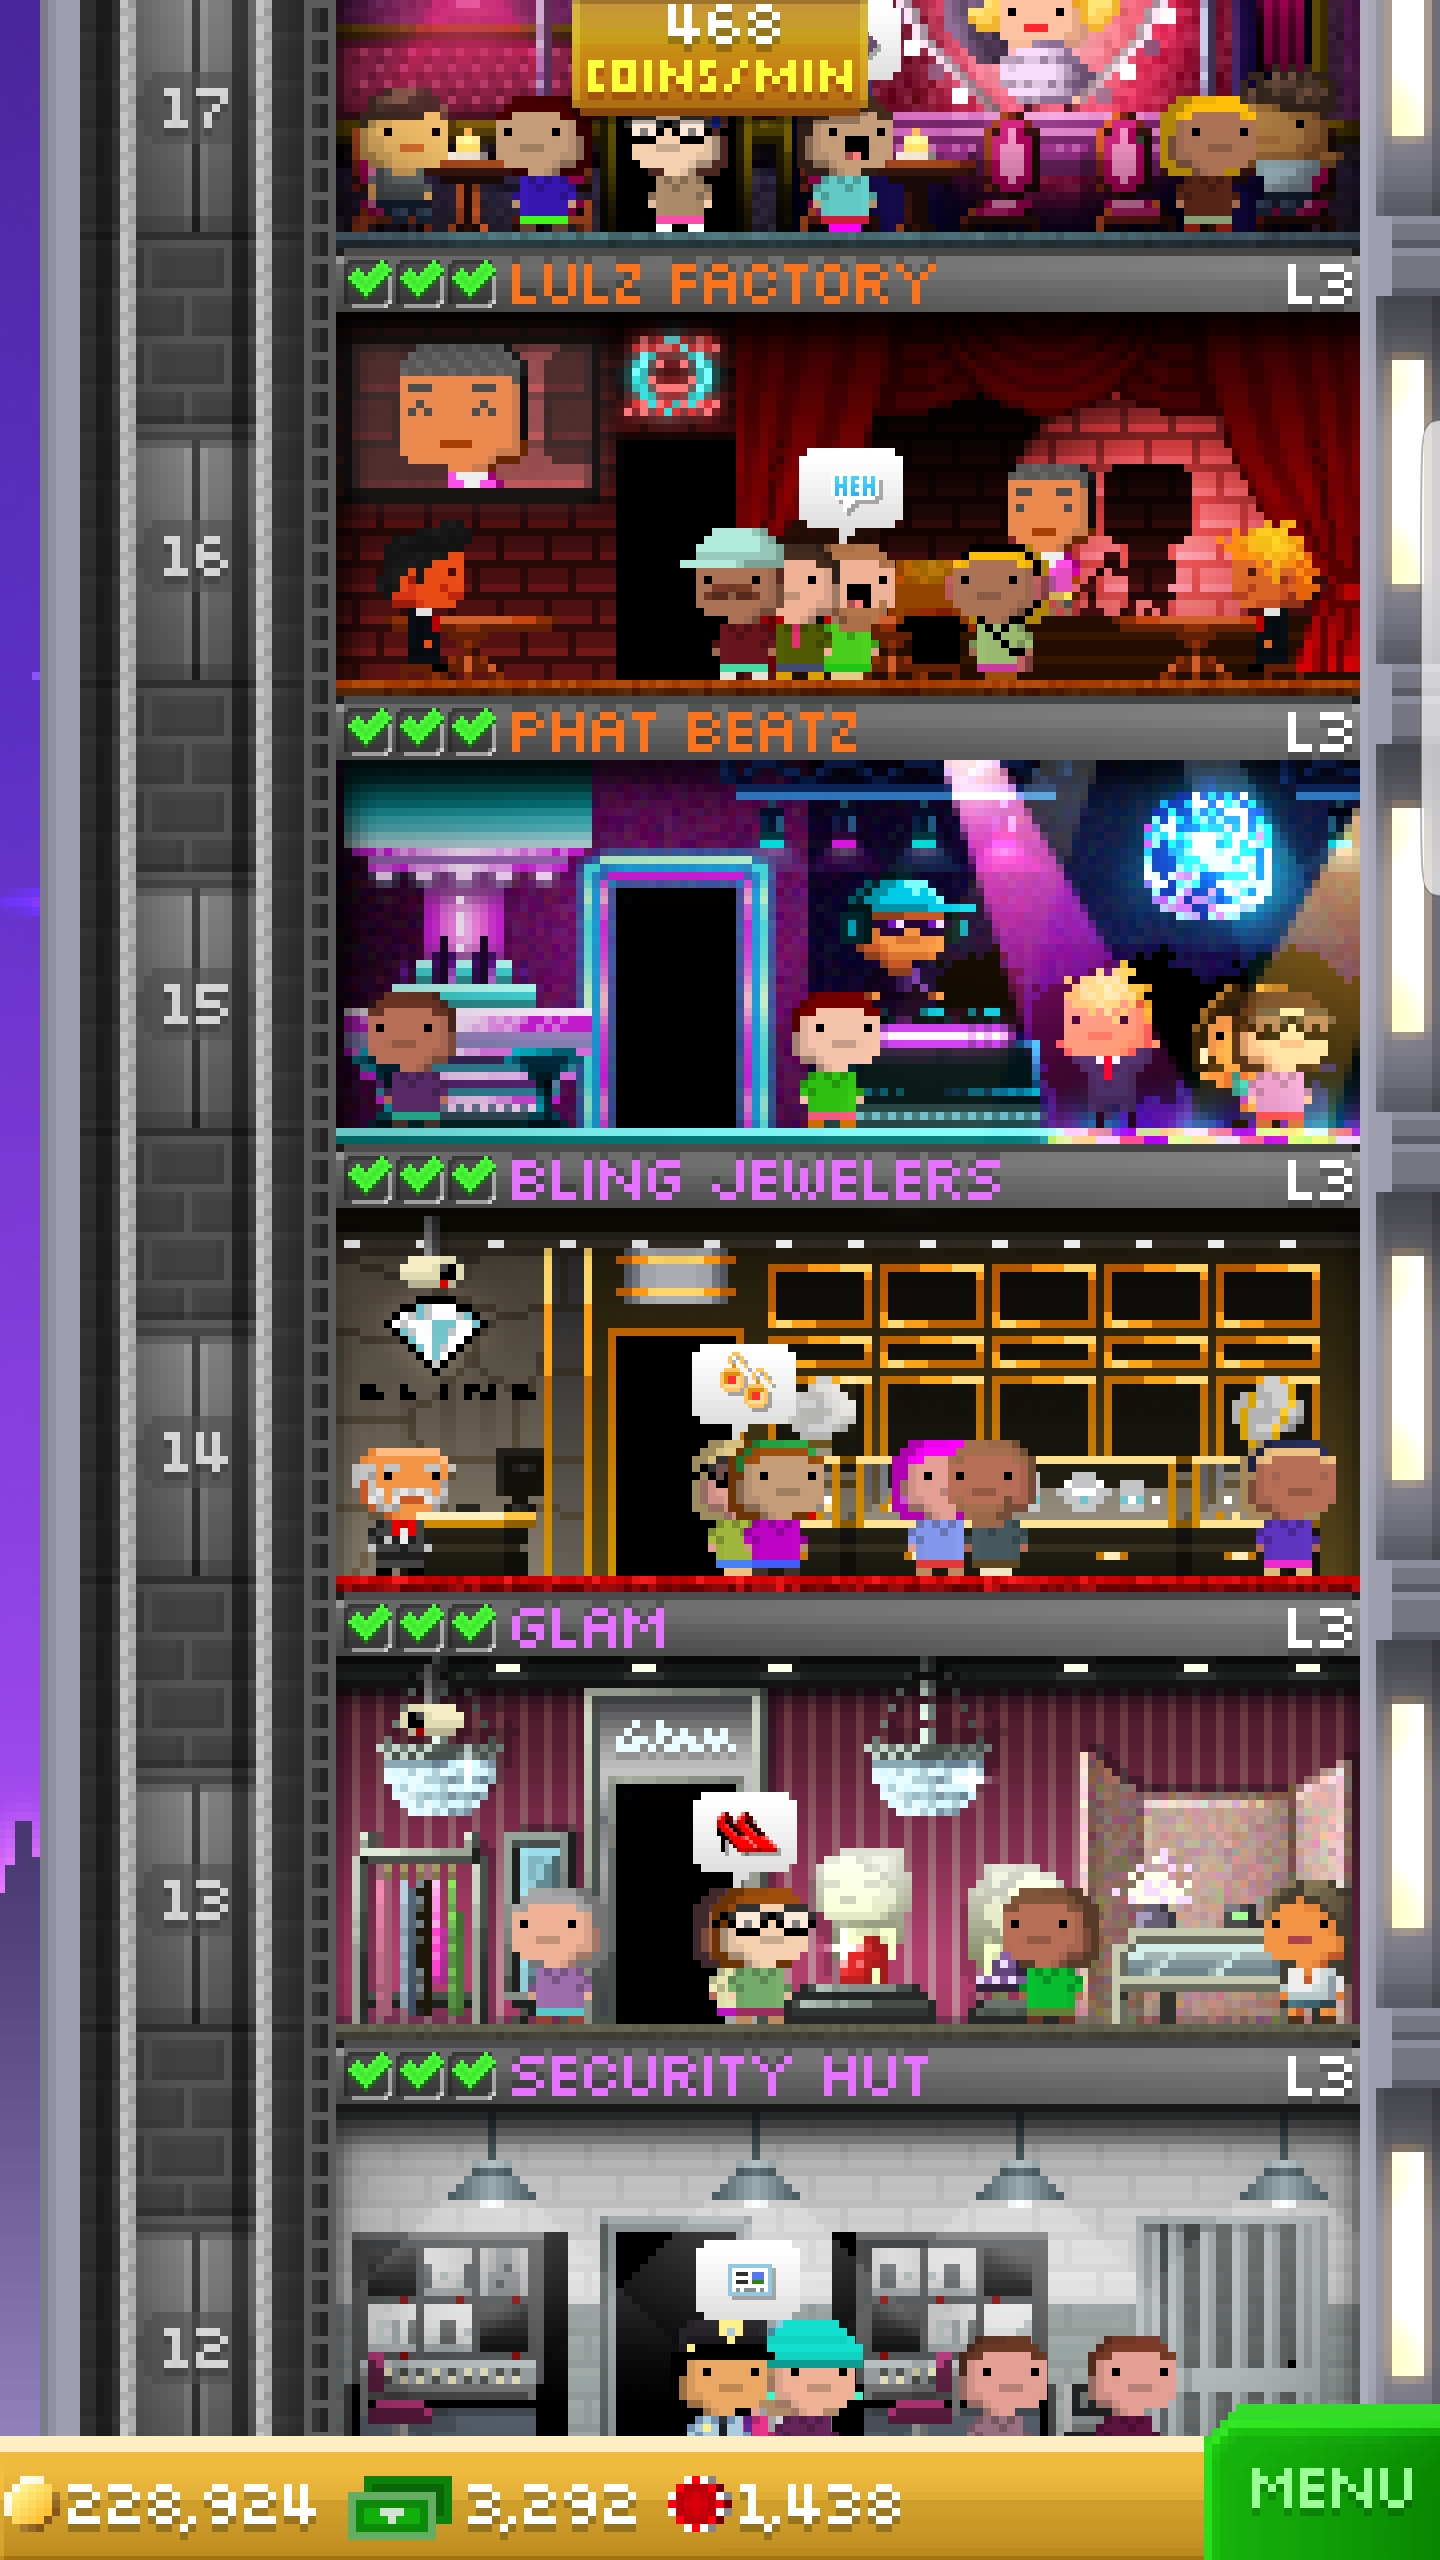 468
COINS/MIN
17
LULZ FACTORY L3
HEH
16
PHAT BEATZ L3
15
BLING JEWELERS L3
BLING
14
GLAM L3
Glam
13
SECURITY HUT L3
12
228,924 3,292 1,438
MENU